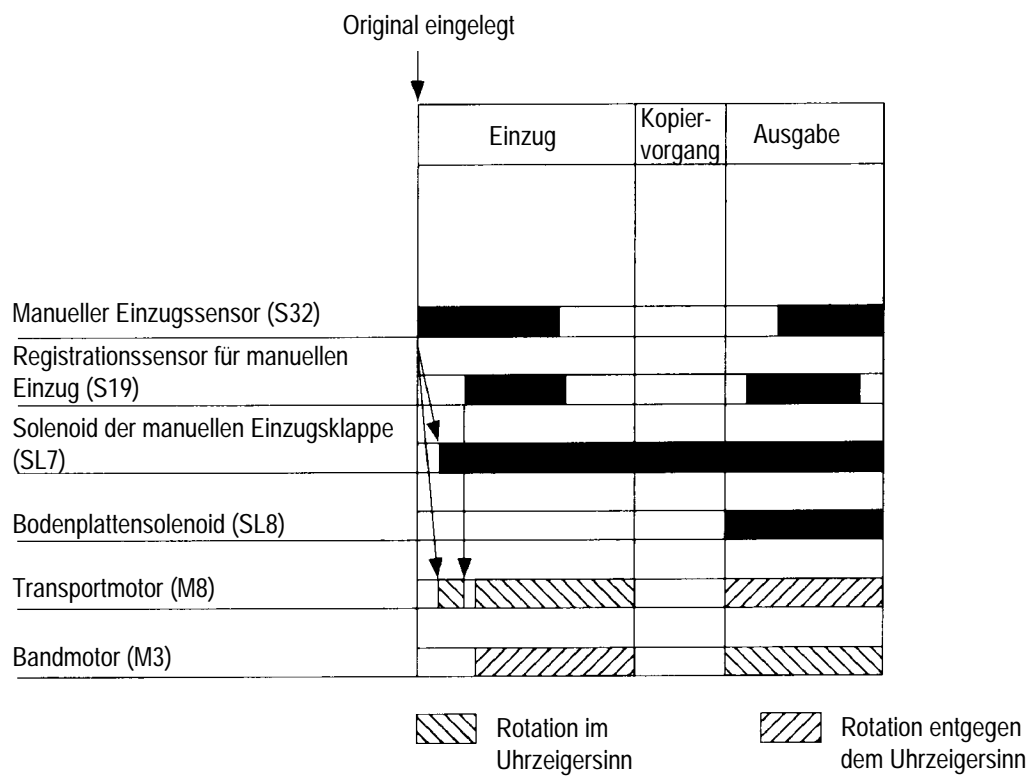 Original eingelegt
Einzug
Kopier-
vorgang
Ausgabe
Manueller Einzugssensor (S32)
Registrationssensor für manuellen
Einzug (S19)
Solenoid der manuellen Einzugsklappe
(SL7)
Bodenplattensolenoid (SL8)
Transportmotor (M8)
Bandmotor (M3)
Rotation im
Uhrzeigersinn
Rotation entgegen
dem Uhrzeigersinn